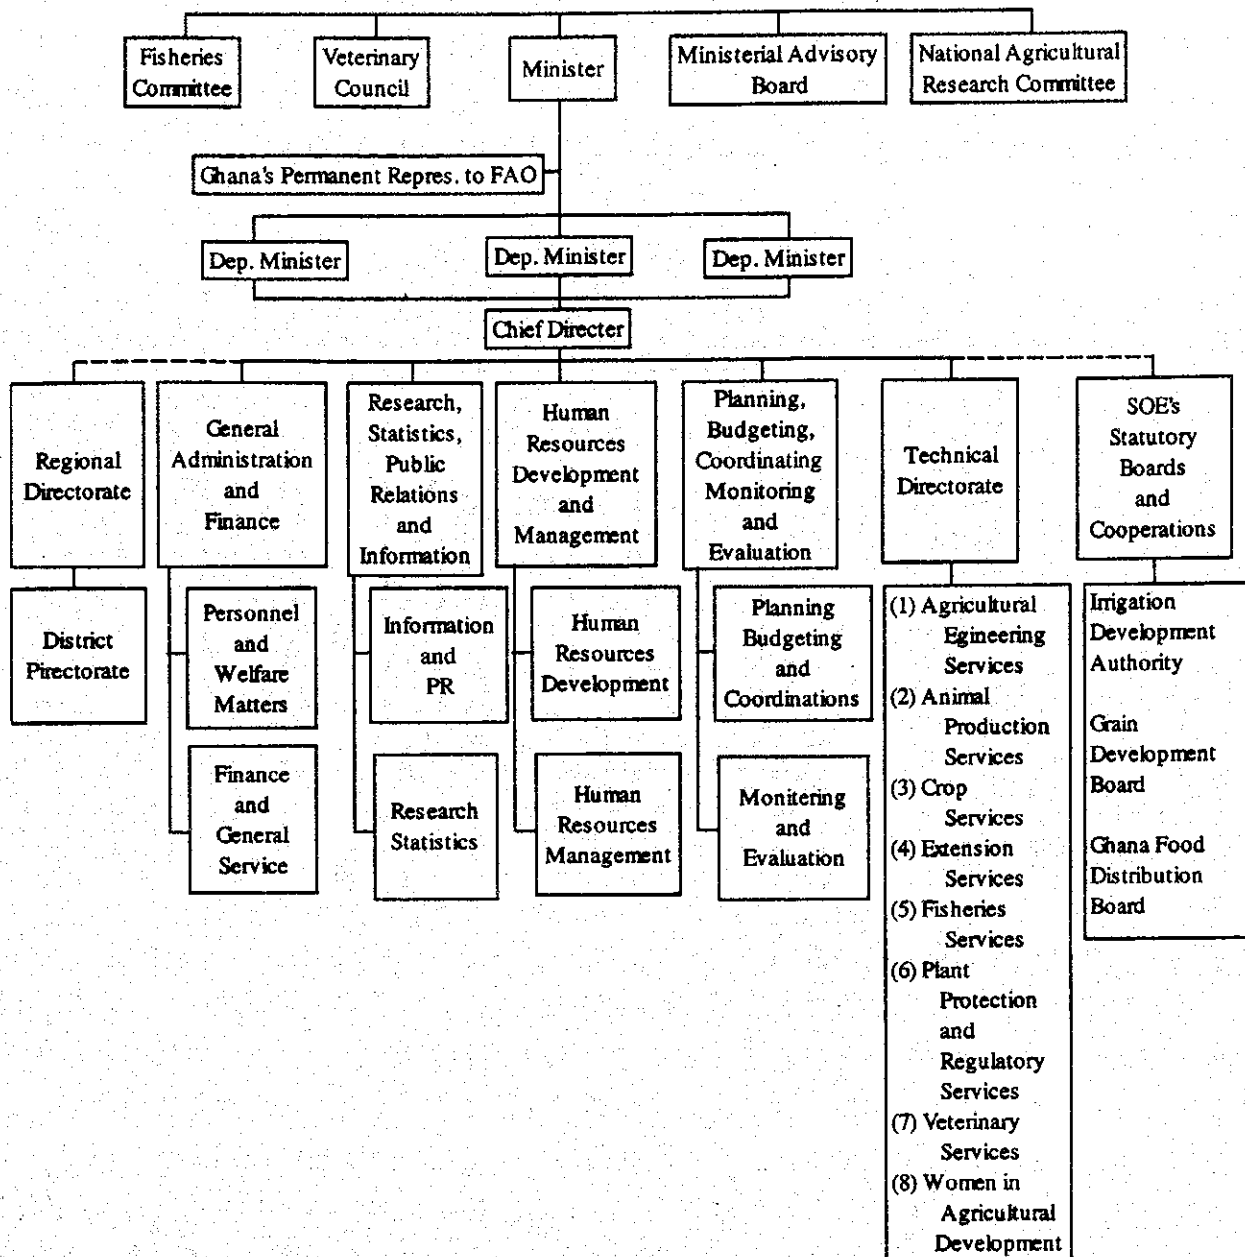 Fisheries
Committee
Veterinary
Council
Minister
Ministerial Advisory
Board
National Agricultural
Research Committee
Ghana's Permanent Repres. to FAO
Dep. Minister
Dep. Minister
Dep. Minister
Chief Directer
Regional
Directorate
General
Administration
and
Finance
Research,
Statistics,
Public
Relations
and
Information
Human
Resources
Development
and
Management
Planning,
Budgeting,
Coordinating
Monitoring
and
Evaluation
Technical
Directorate
SOE's
Statutory
Boards
and
Cooperations
District
Pirectorate
Personnel
and
Welfare
Matters
Finance
and
General
Service
Information
and
PR
Research
Statistics
Human
Resources
Development
Human
Resources
Management
Planning
Budgeting
and
Coordinations
Monitering
and
Evaluation
(1) Agricultural
Egineering
Services
(2) Animal
Production
Services
(3) Crop
Services
(4) Extension
Services
(5) Fisheries
Services
(6) Plant
Protection
and
Regulatory
Services
(7) Veterinary
Services
(8) Women in
Agricultural
Development
Irrigation
Development
Authority
Grain
Development
Board
Ghana Food
Distribution
Board